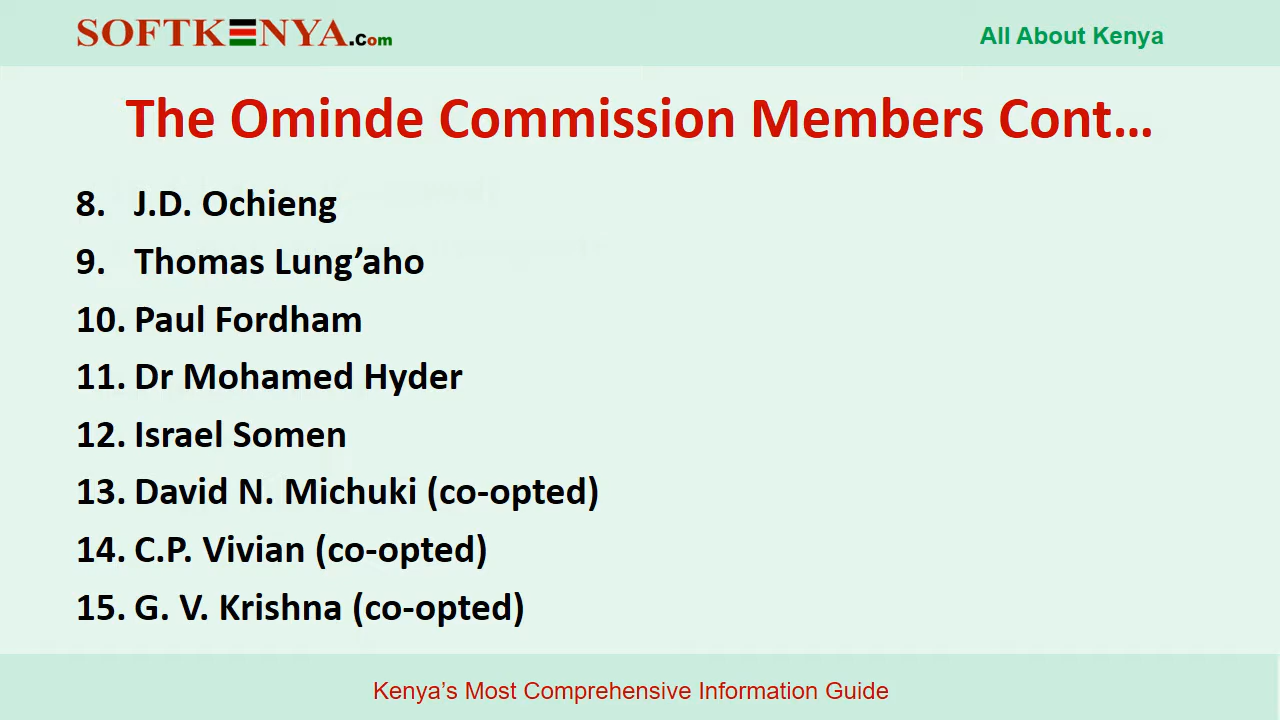 SOFTKENYA.Com
All About Kenya
The Ominde Commission Members Cont...
8. J.D. Ochieng
9. Thomas Lung’aho
10. Paul Fordham
11. Dr Mohamed Hyder
12. Israel Somen
13. David N. Michuki (co-opted)
14. C.P. Vivian (co-opted)
15. G. V. Krishna (co-opted)
Kenya’s Most Comprehensive Information Guide